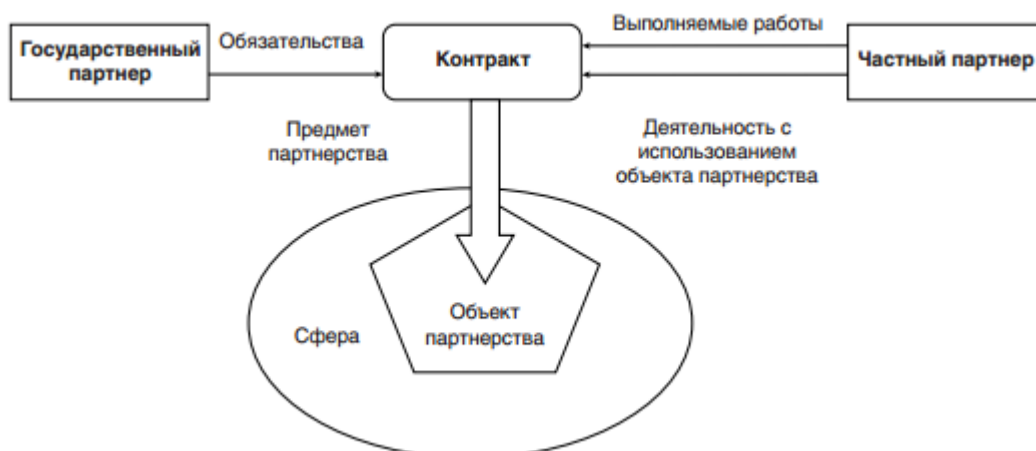 Государственный
партнер
Обязательства
Контракт
Выполняемые работы
Частный партнер
Предмет
партнерства
Деятельность с
использованием
объекта партнерства
Сфера
Объект
партнерства